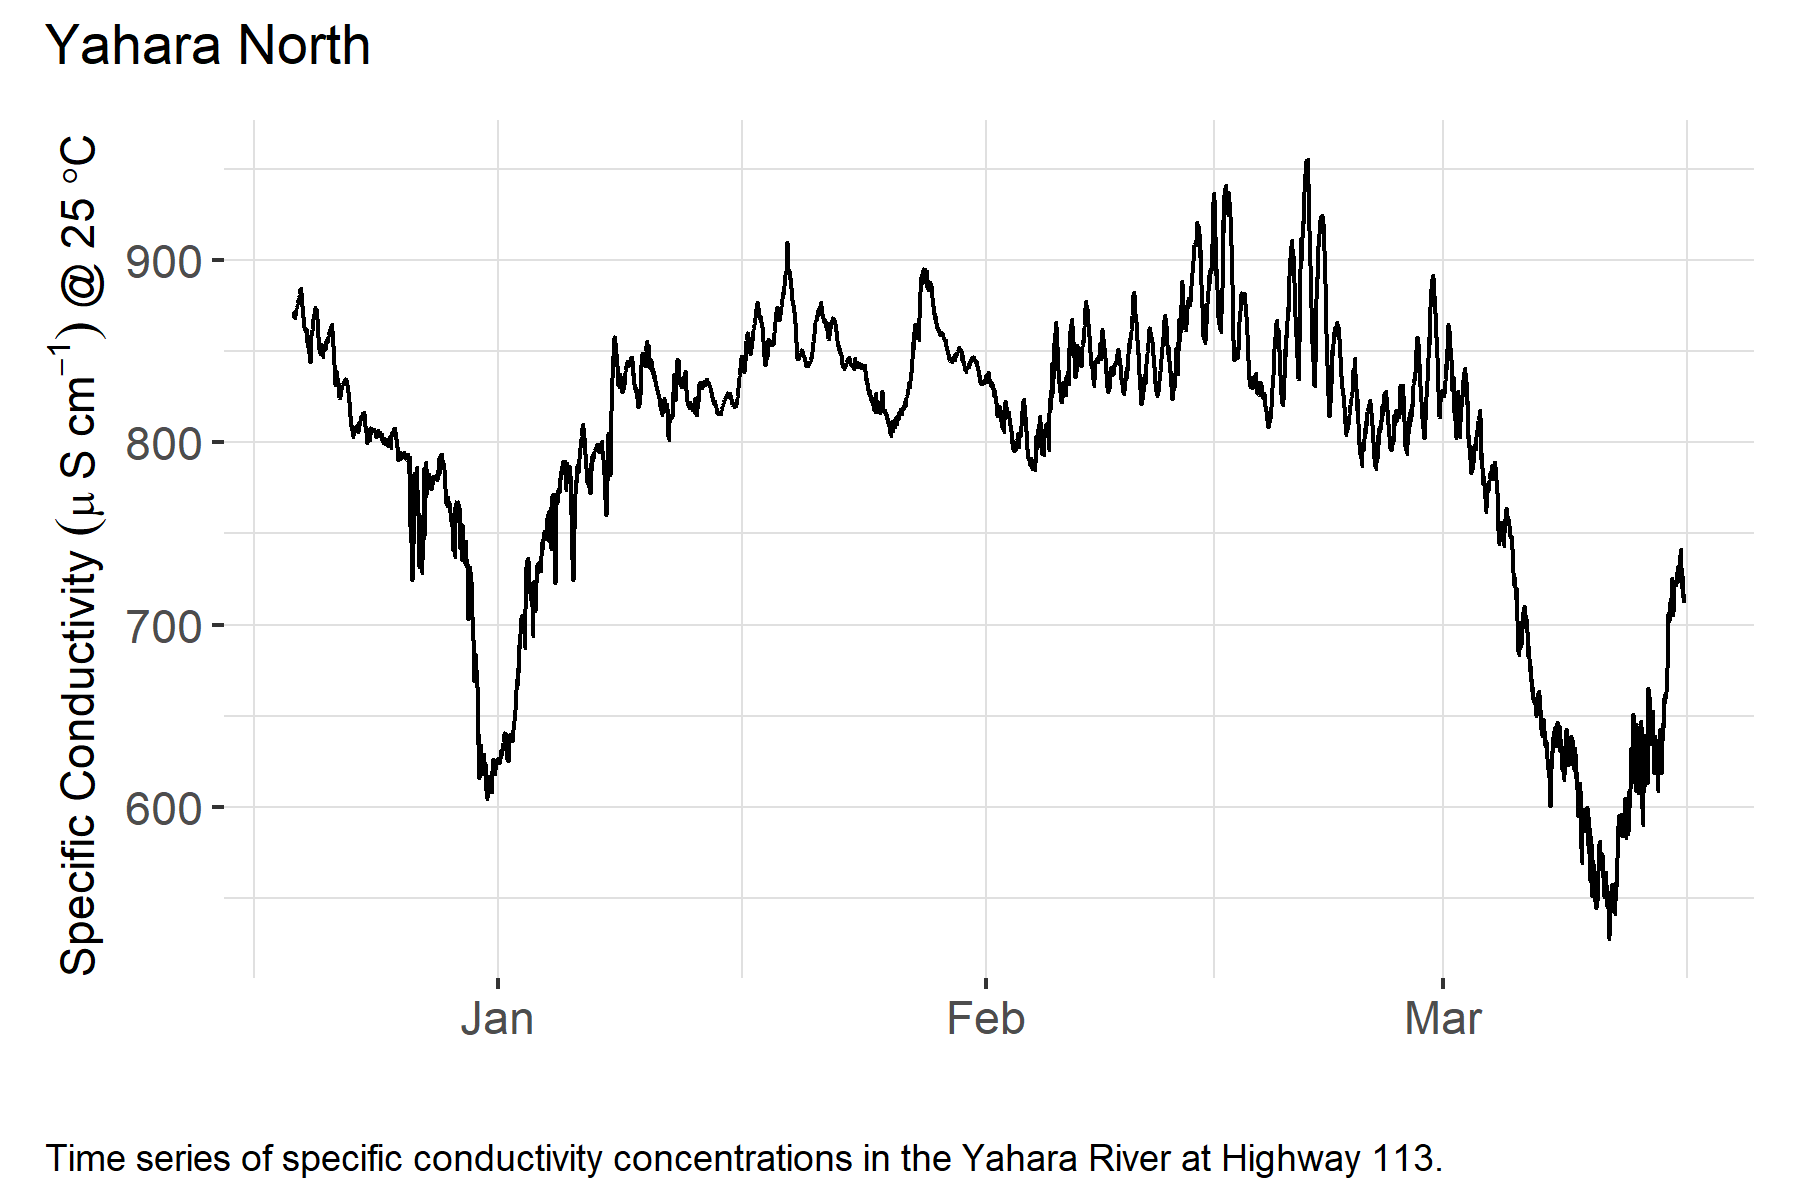 Yahara North
Specific Conductivity (μ S cm⁻¹) @ 25 °C
900
800
700
600
Jan Feb Mar
Time series of specific conductivity concentrations in the Yahara River at Highway 113.